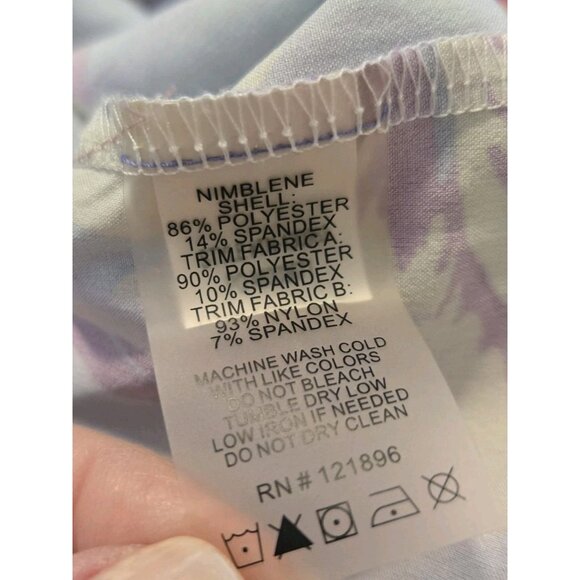 NIMBLENE
SHELL:
86% POLYESTER
14% SPANDEX
TRIM FABRIC A:
90% POLYESTER
10% SPANDEX
TRIM FABRIC B:
93% NYLON
7% SPANDEX
MACHINE WASH COLD
WITH LIKE COLORS
DO NOT BLEACH
TUMBLE DRY LOW
LOW IRON IF NEEDED
DO NOT DRY CLEAN
RN # 121896